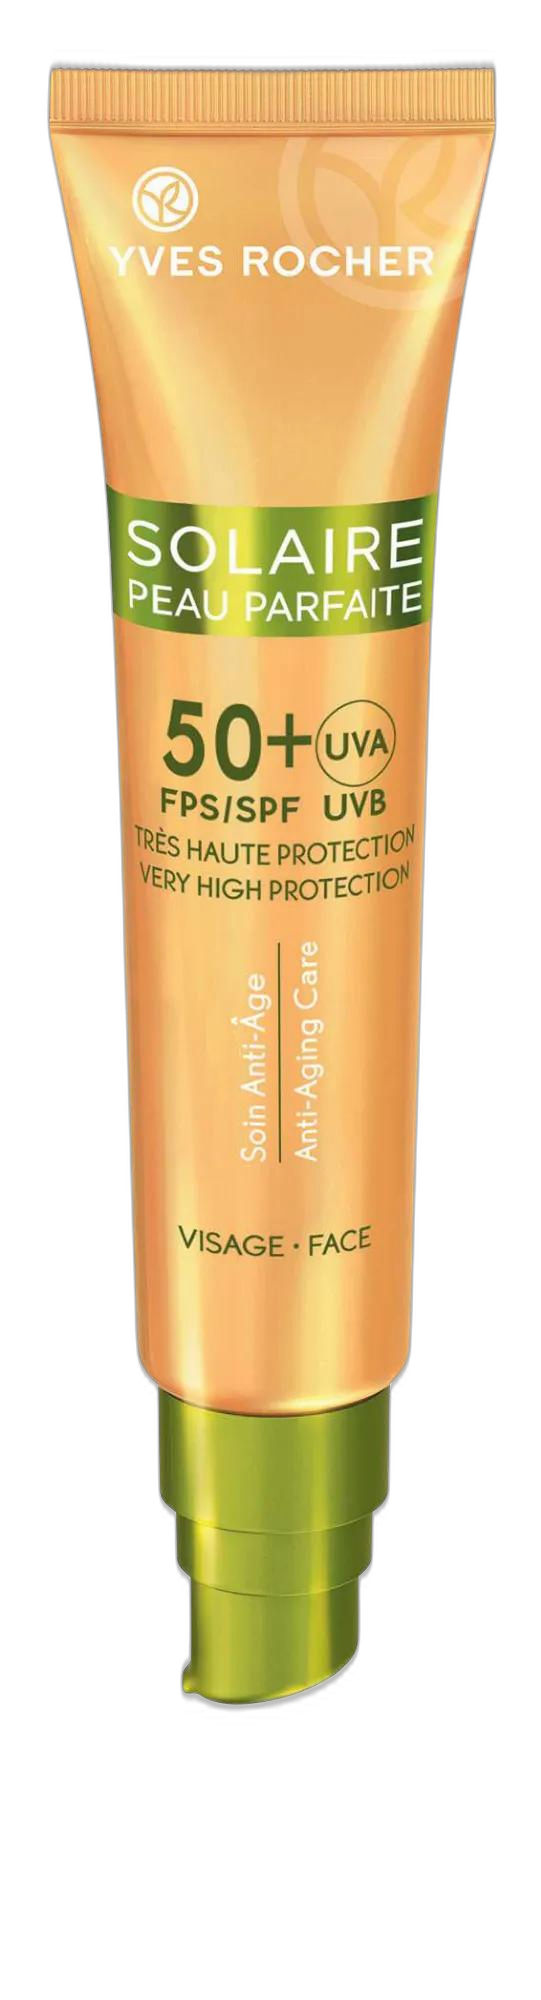 YVES ROCHER
SOLAIRE
PEAU PARFAITE
50+ UVA
FPS/SPF UVB
TRÈS HAUTE PROTECTION
VERY HIGH PROTECTION
Soin Anti-Âge
Anti-Aging Care
VISAGE · FACE